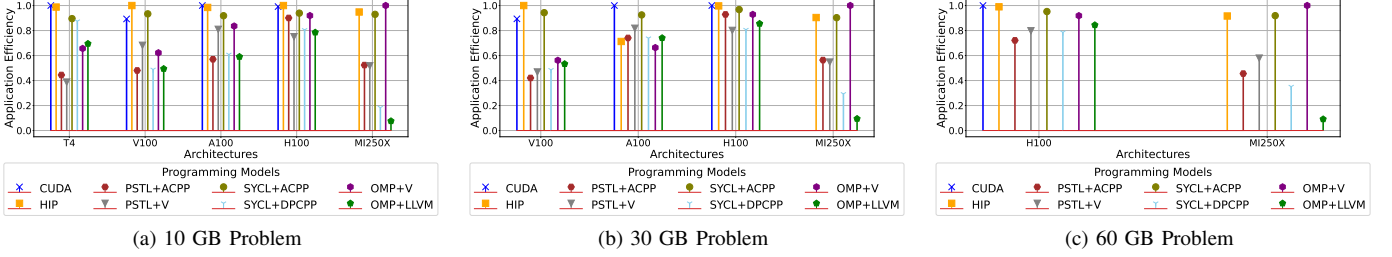 Application Efficiency
1.0
0.8
0.6
0.4
0.2
0.0
T4 V100 A100 H100 MI250X
Architectures
Programming Models
CUDA PSTL+ACPP SYCL+ACPP OMP+V
HIP PSTL+V SYCL+DPCPP OMP+LLVM
(a) 10 GB Problem
Application Efficiency
1.0
0.8
0.6
0.4
0.2
0.0
V100 A100 H100 MI250X
Architectures
Programming Models
CUDA PSTL+ACPP SYCL+ACPP OMP+V
HIP PSTL+V SYCL+DPCPP OMP+LLVM
(b) 30 GB Problem
Application Efficiency
1.0
0.8
0.6
0.4
0.2
0.0
H100 MI250X
Architectures
Programming Models
CUDA PSTL+ACPP SYCL+ACPP OMP+V
HIP PSTL+V SYCL+DPCPP OMP+LLVM
(c) 60 GB Problem